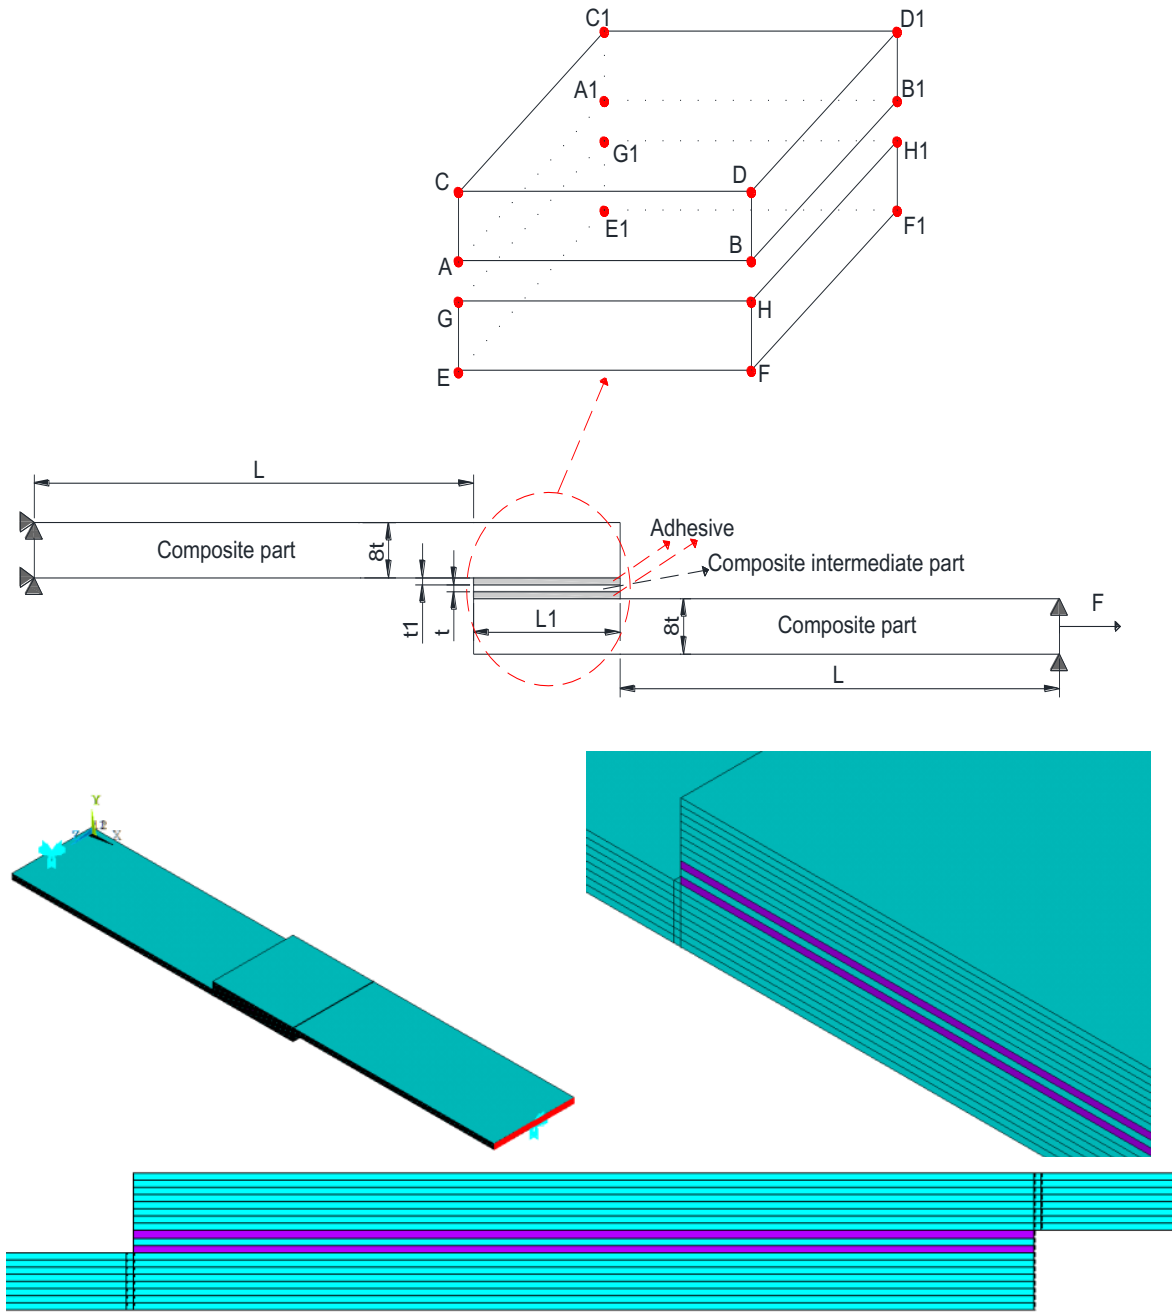 C1
D1
A1
B1
G1
H1
C
D
E1
F1
A
B
G
H
E
F
L
Adhesive
Composite part
8t
Composite intermediate part
t1
t
L1
8t
Composite part
F
L
Y
Z
X